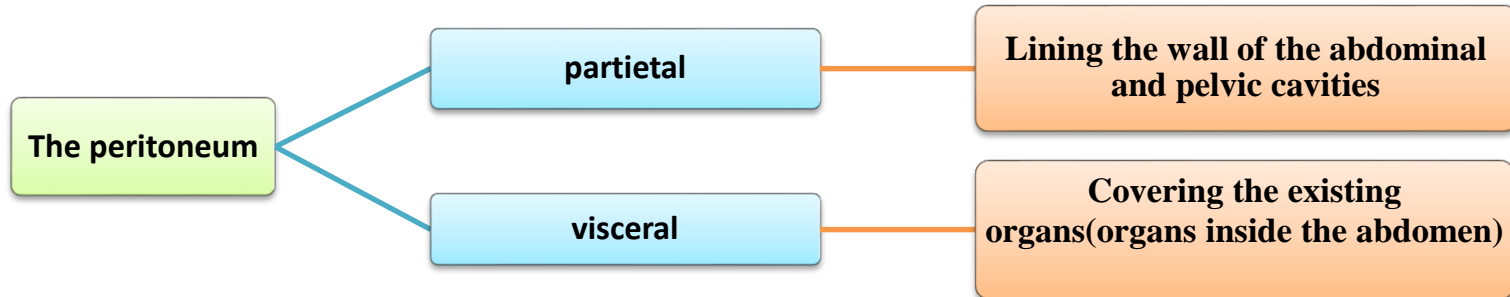 The peritoneum
partietal
Lining the wall of the abdominal
and pelvic cavities
visceral
Covering the existing
organs(organs inside the abdomen)